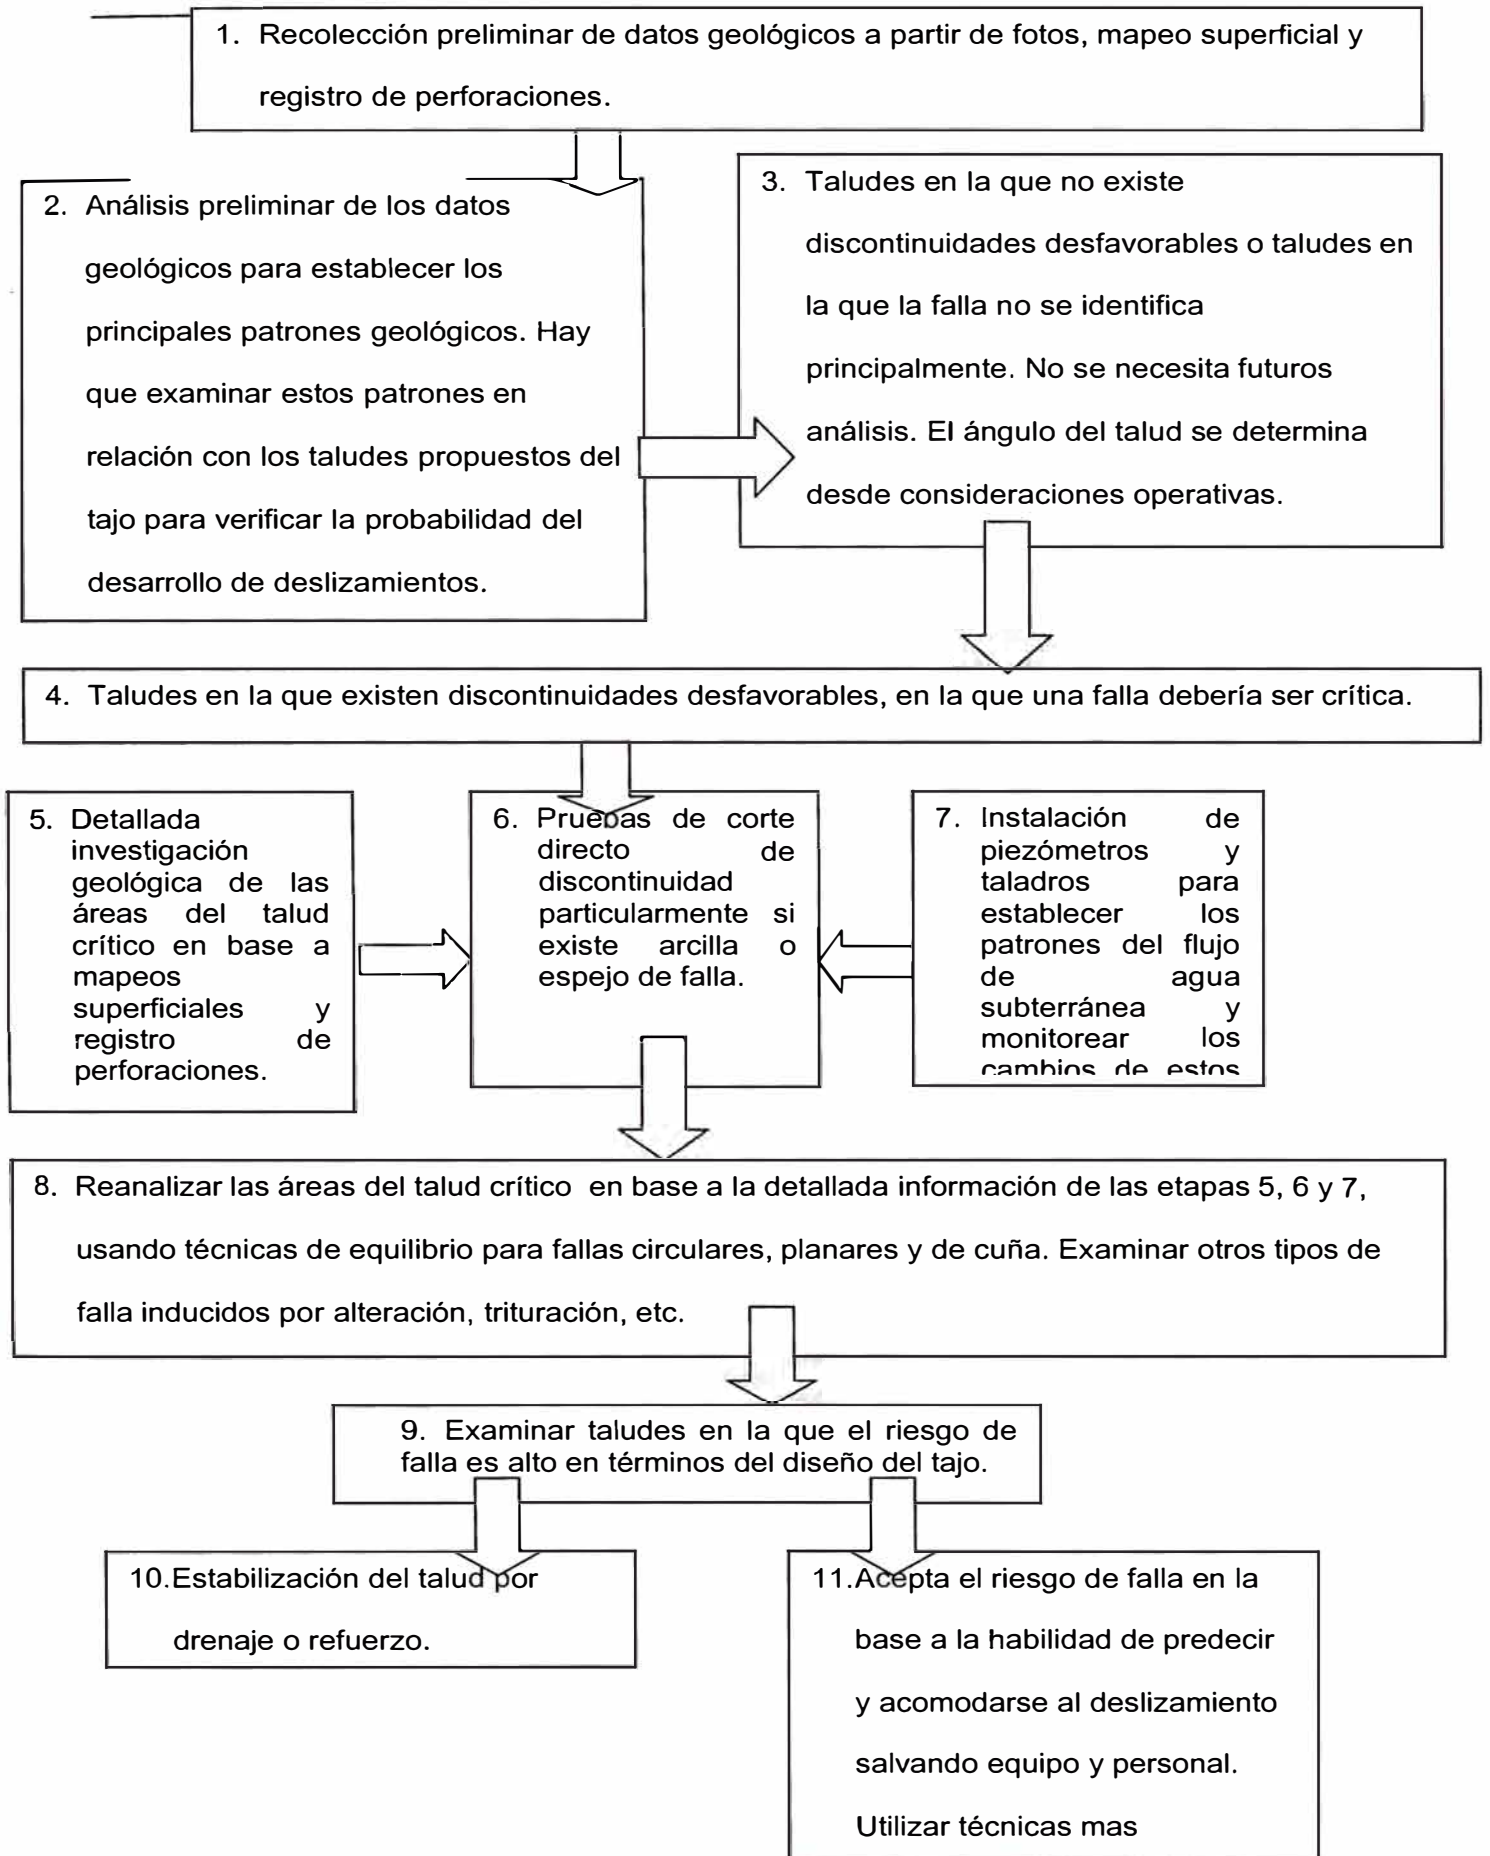 1. Recolección preliminar de datos geológicos a partir de fotos, mapeo superficial y
registro de perforaciones.
2. Análisis preliminar de los datos
geológicos para establecer los
principales patrones geológicos. Hay
que examinar estos patrones en
relación con los taludes propuestos del
tajo para verificar la probabilidad del
desarrollo de deslizamientos.
3. Taludes en la que no existe
discontinuidades desfavorables o taludes en
la que la falla no se identifica
principalmente. No se necesita futuros
análisis. El ángulo del talud se determina
desde consideraciones operativas.
4. Taludes en la que existen discontinuidades desfavorables, en la que una falla debería ser crítica.
5. Detallada
investigación
geológica de las
áreas del talud
crítico en base a
mapeos
superficiales y
registro de
perforaciones.
6. Pruebas de corte
directo de
discontinuidad
particularmente si
existe arcilla o
espejo de falla.
7. Instalación de
piezómetros y
taladros para
establecer los
patrones del flujo
de agua
subterránea y
monitorear los
cambios de estos
8. Reanalizar las áreas del talud crítico en base a la detallada información de las etapas 5, 6 y 7,
usando técnicas de equilibrio para fallas circulares, planares y de cuña. Examinar otros tipos de
falla inducidos por alteración, trituración, etc.
9. Examinar taludes en la que el riesgo de
falla es alto en términos del diseño del tajo.
10.Estabilización del talud por
drenaje o refuerzo.
11.Acepta el riesgo de falla en la
base a la habilidad de predecir
y acomodarse al deslizamiento
salvando equipo y personal.
Utilizar técnicas mas